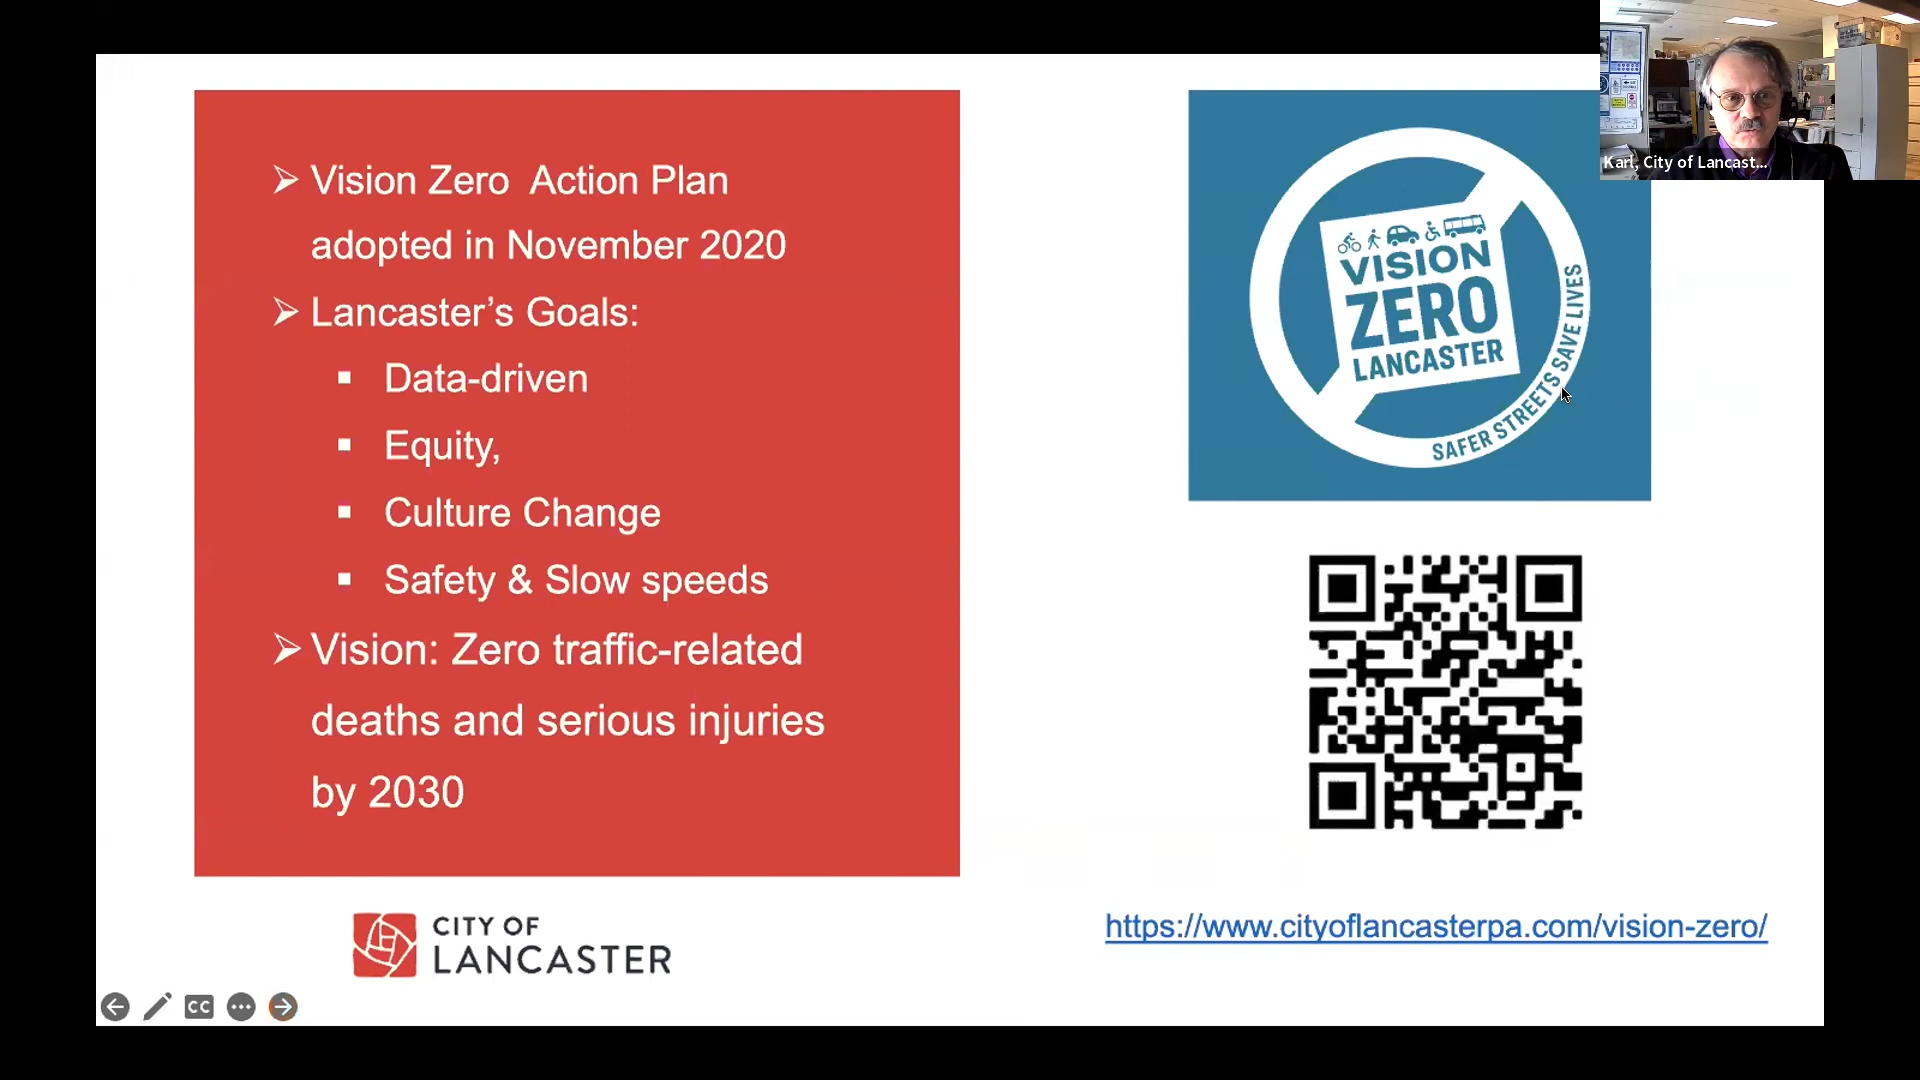 Karl, City of Lancast...
Vision Zero  Action Plan
adopted in November 2020
Lancaster’s Goals:
Data-driven
Equity,
Culture Change
Safety & Slow speeds
Vision: Zero traffic-related
deaths and serious injuries
by 2030
VISION
ZERO
LANCASTER
SAFER STREETS SAVE LIVES
CITY OF
LANCASTER
https://www.cityoflancasterpa.com/vision-zero/
CC